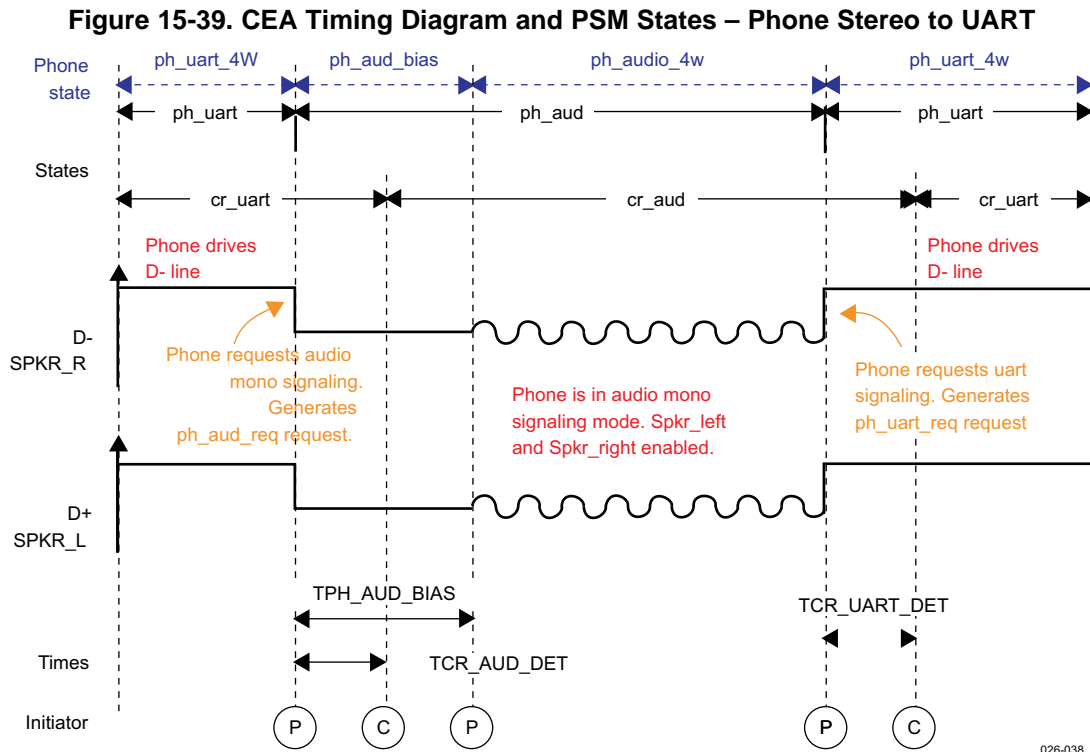 Figure 15-39. CEA Timing Diagram and PSM States – Phone Stereo to UART
Phone
state
ph_uart_4W
ph_aud_bias
ph_audio_4w
ph_uart_4w
ph_uart
ph_aud
ph_uart
States
cr_uart
cr_aud
cr_uart
Phone drives
D- line
Phone drives
D- line
D-
SPKR_R
Phone requests audio
mono signaling.
Generates
ph_aud_req request.
Phone is in audio mono
signaling mode. Spkr_left
and Spkr_right enabled.
Phone requests uart
signaling. Generates
ph_uart_req request
D+
SPKR_L
TPH_AUD_BIAS
TCR_UART_DET
Times
TCR_AUD_DET
Initiator
P
C
P
P
C
026-038